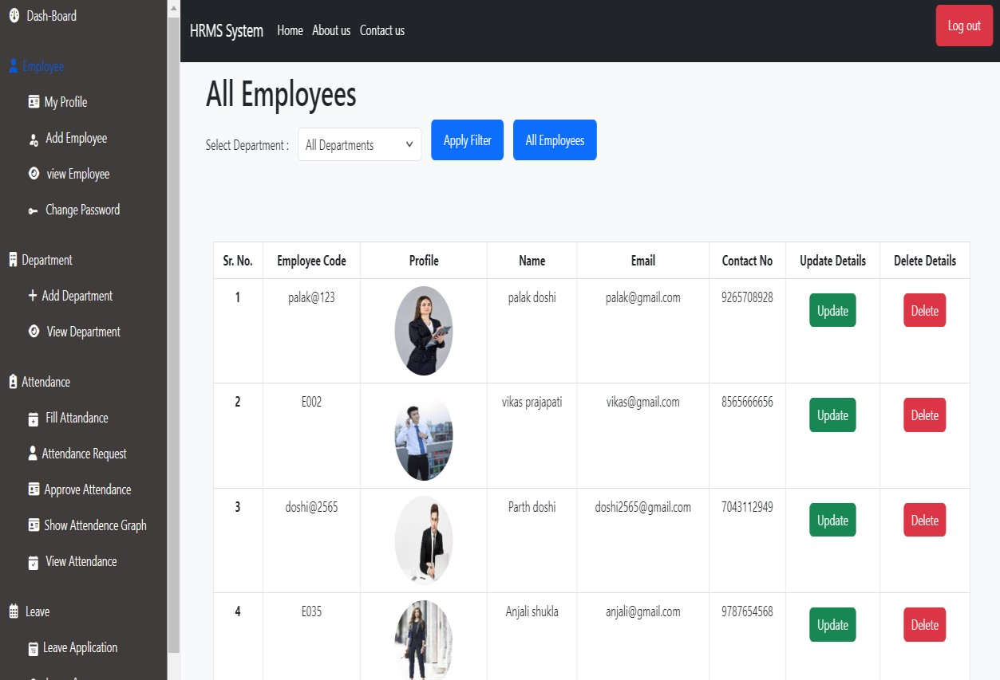 Dash-Board
Employee
My Profile
Add Employee
view Employee
Change Password
Department
Add Department
View Department
Attendance
Fill Attandance
Attendance Request
Approve Attendance
Show Attendence Graph
View Attendance
Leave
Leave Application
HRMS System Home About us Contact us Log out
All Employees
Select Department : All Departments Apply Filter All Employees
Sr. No. Employee Code Profile Name Email Contact No Update Details Delete Details
1 palak@123 palak doshi palak@gmail.com 9265708928 Update Delete
2 E002 vikas prajapati vikas@gmail.com 8565666656 Update Delete
3 doshi@2565 Parth doshi doshi2565@gmail.com 7043112949 Update Delete
4 E035 Anjali shukla anjali@gmail.com 9787654568 Update Delete